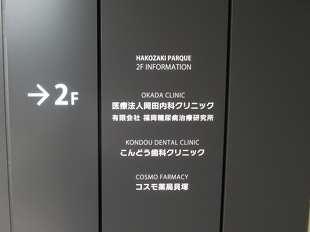 →2F
HAKOZAKI PARQUE
2F INFORMATION
OKADA CLINIC
医療法人岡田内科クリニック
有限会社 福岡糖尿病治療研究所
KONDOU DENTAL CLINIC
こんどう歯科クリニック
COSMO FARMACY
コスモ薬局貝塚